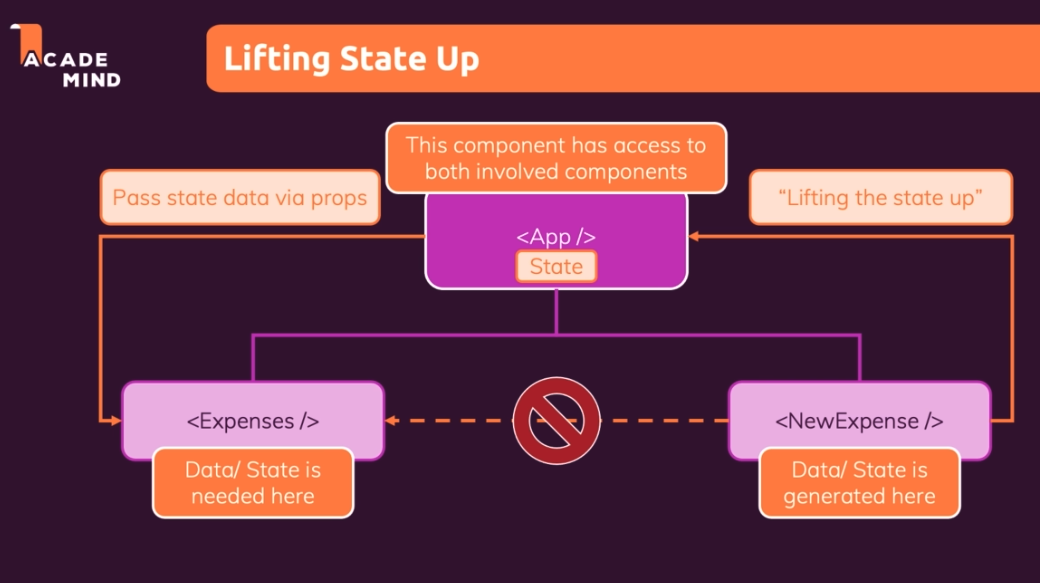 ACADE
MIND
Lifting State Up
This component has access to
both involved components
Pass state data via props
“Lifting the state up”
<App />
State
<Expenses />
<NewExpense />
Data/ State is
needed here
Data/ State is
generated here